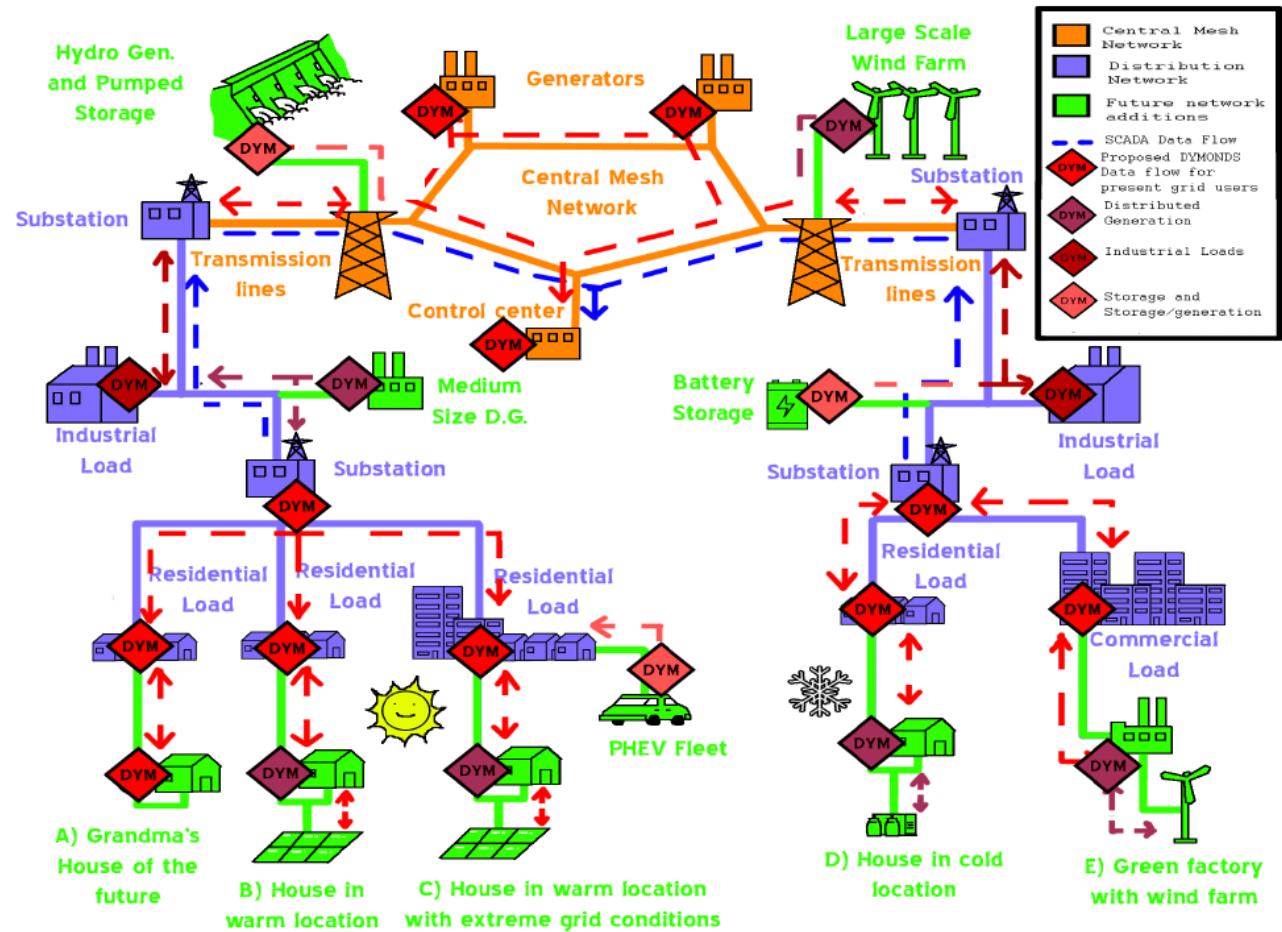 Hydro Gen.
and Pumped
Storage
Generators
Large Scale
Wind Farm
Central Mesh
Network
Distribution
Network
Future network
additions
SCADA Data Flow
DYM
Proposed DYMONDS
Data flow for
present grid users
DYM
Distributed
Generation
DYM
Industrial Loads
DYM
Storage and
Storage/generation
DYM
DYM
DYM
DYM
Substation
Central Mesh
Network
Substation
Transmission
lines
Transmission
lines
Control center
DYM
DYM
Industrial
Load
DYM
Medium
Size D.G.
Battery
Storage
DYM
DYM
Industrial
Load
Substation
DYM
Substation
DYM
Residential
Load
Residential
Load
Residential
Load
Residential
Load
DYM
DYM
DYM
DYM
PHEV Fleet
DYM
DYM
Commercial
Load
DYM
DYM
DYM
DYM
DYM
A) Grandma's
House of the
future
B) House in
warm location
C) House in warm location
with extreme grid conditions
D) House in cold
location
E) Green factory
with wind farm